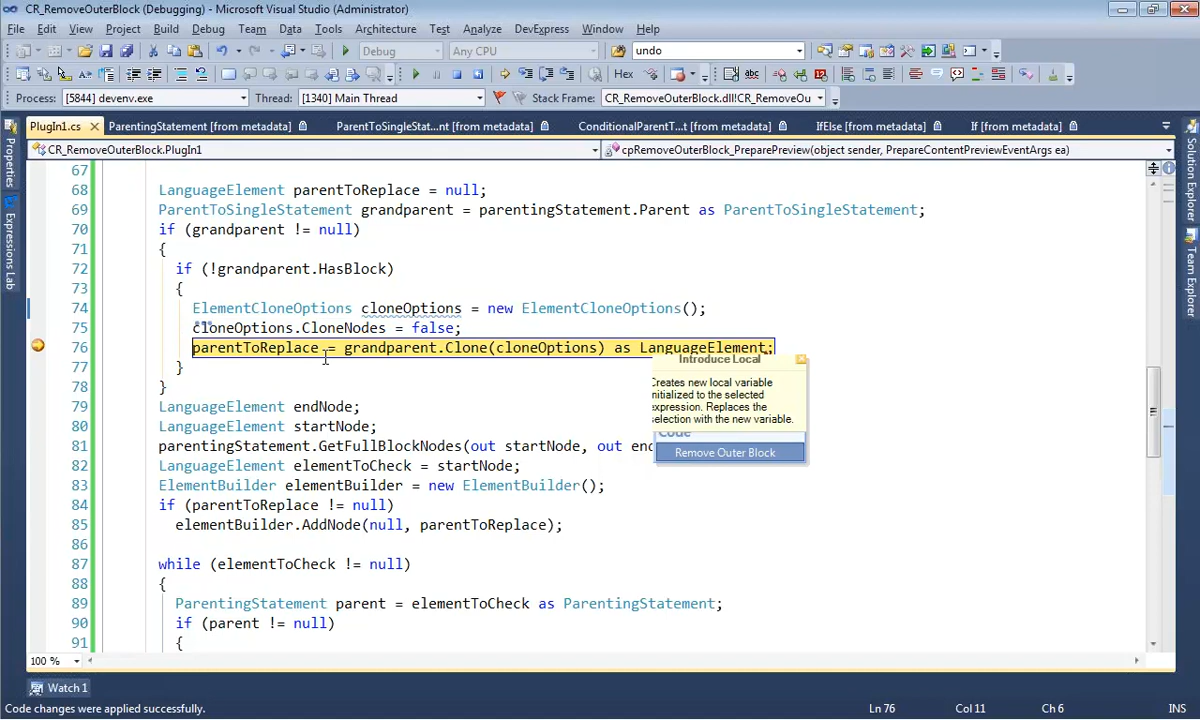 CR_RemoveOuterBlock (Debugging) - Microsoft Visual Studio (Administrator)
File Edit View Project Build Debug Team Data Tools Architecture Test Analyze DevExpress Window Help
Debug Any CPU undo
Hex
Process: [5844] devenv.exe Thread: [1340] Main Thread Stack Frame: CR_RemoveOuterBlock.dll!CR_RemoveOu
PlugIn1.cs ParentingStatement [from metadata] ParentToSingleStat...nt [from metadata] ConditionalParentT...t [from metadata] IfElse [from metadata] If [from metadata]
CR_RemoveOuterBlock.PlugIn1 cpRemoveOuterBlock_PreparePreview(object sender, PrepareContentPreviewEventArgs ea)
Properties
Expressions Lab
Solution Explorer
Team Explorer
67
68 LanguageElement parentToReplace = null;
69 ParentToSingleStatement grandparent = parentingStatement.Parent as ParentToSingleStatement;
70 if (grandparent != null)
71 {
72 if (!grandparent.HasBlock)
73 {
74 ElementCloneOptions cloneOptions = new ElementCloneOptions();
75 cloneOptions.CloneNodes = false;
76 parentToReplace = grandparent.Clone(cloneOptions) as LanguageElement;
77 }
78 }
79 LanguageElement endNode;
80 LanguageElement startNode;
81 parentingStatement.GetFullBlockNodes(out startNode, out end
82 LanguageElement elementToCheck = startNode;
83 ElementBuilder elementBuilder = new ElementBuilder();
84 if (parentToReplace != null)
85 elementBuilder.AddNode(null, parentToReplace);
86
87 while (elementToCheck != null)
88 {
89 ParentingStatement parent = elementToCheck as ParentingStatement;
90 if (parent != null)
91 {
Introduce Local
Creates new local variable
initialized to the selected
expression. Replaces the
selection with the new variable.
Code
Remove Outer Block
100 %
Watch 1
Code changes were applied successfully. Ln 76 Col 11 Ch 6 INS